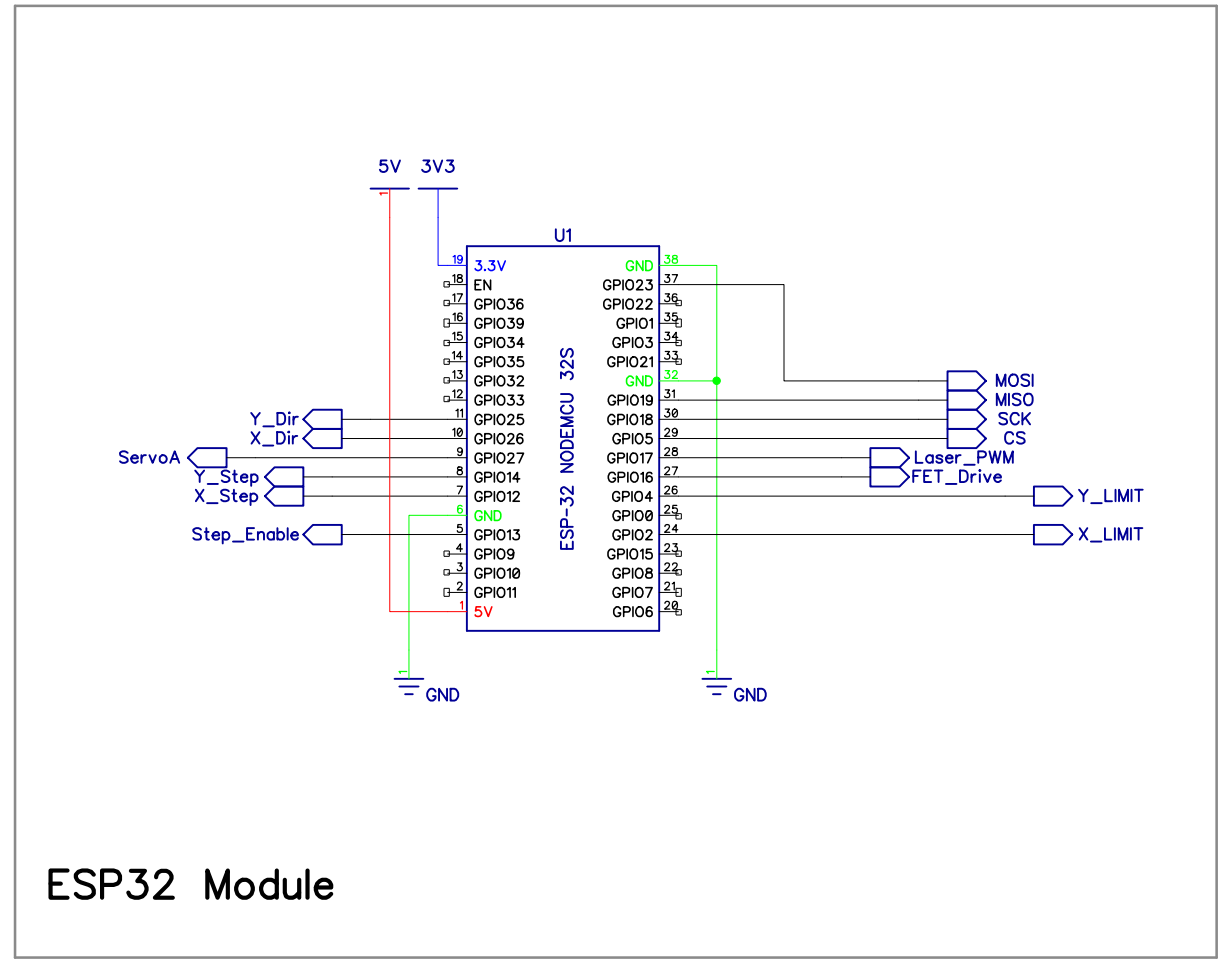 5V 3V3
1
U1
19 3.3V GND 38
18 EN GPIO23 37
17 GPIO36 GPIO22 36
16 GPIO39 GPIO1 35
15 GPIO34 GPIO3 34
14 GPIO35 GPIO21 33
13 GPIO32 GND 32 MOSI
12 GPIO33 GPIO19 31 MISO
Y_Dir 11 GPIO25 GPIO18 30 SCK
X_Dir 10 GPIO26 GPIO5 29 CS
ServoA 9 GPIO27 GPIO17 28 Laser_PWM
Y_Step 8 GPIO14 GPIO16 27 FET_Drive
X_Step 7 GPIO12 GPIO4 26 Y_LIMIT
6 GND GPIO0 25
Step_Enable 5 GPIO13 GPIO2 24 X_LIMIT
4 GPIO9 GPIO15 23
3 GPIO10 GPIO8 22
2 GPIO11 GPIO7 21
1 5V GPIO6 20
ESP-32 NODEMCU 32S
1 GND
1 GND
ESP32 Module